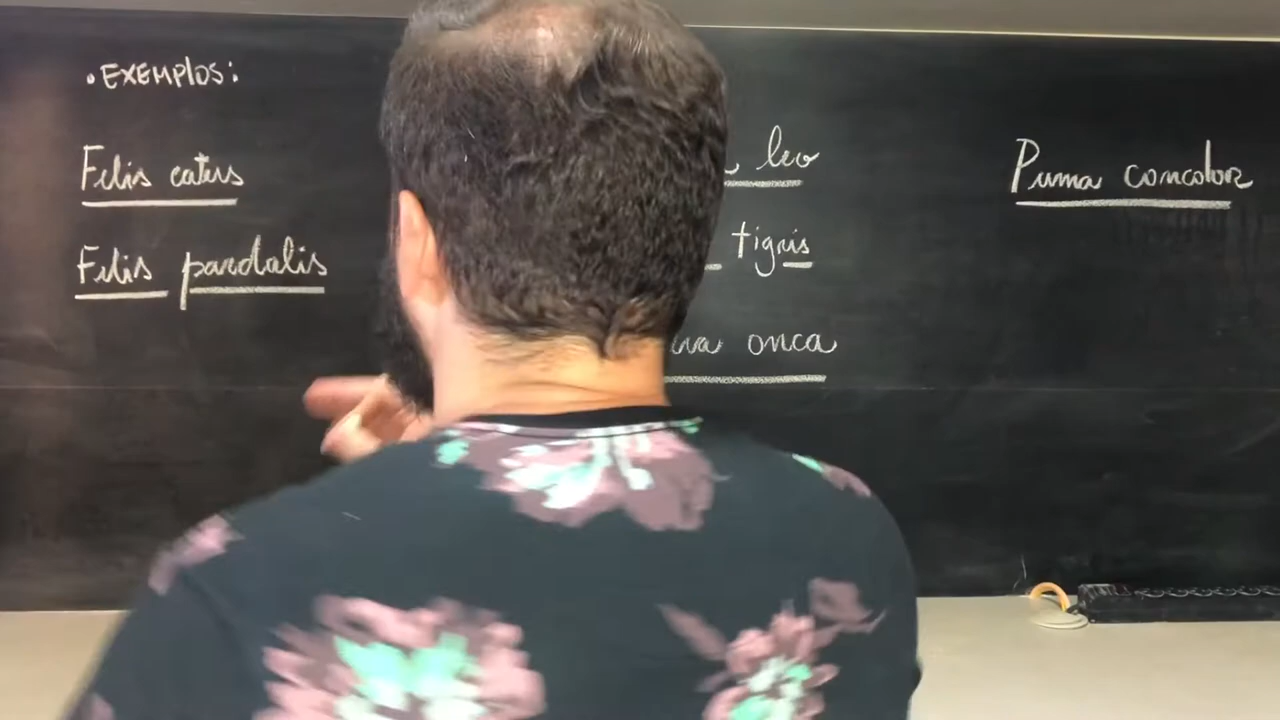 • EXEMPLOS:
Felis catus
Felis pardalis
leo
tigris
onca
Puma concolor